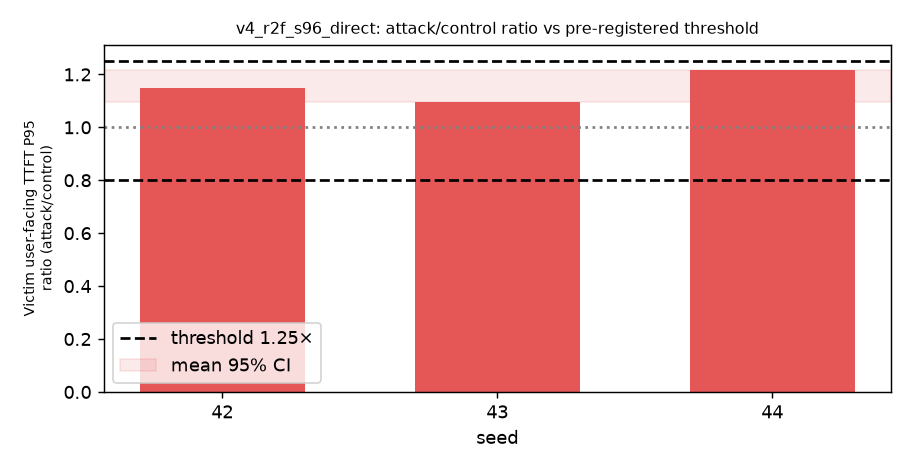 v4_r2f_s96_direct: attack/control ratio vs pre-registered threshold
Victim user-facing TTFT P95
ratio (attack/control)
1.2
1.0
0.8
0.6
0.4
0.2
0.0
threshold 1.25×
mean 95% CI
42
43
44
seed